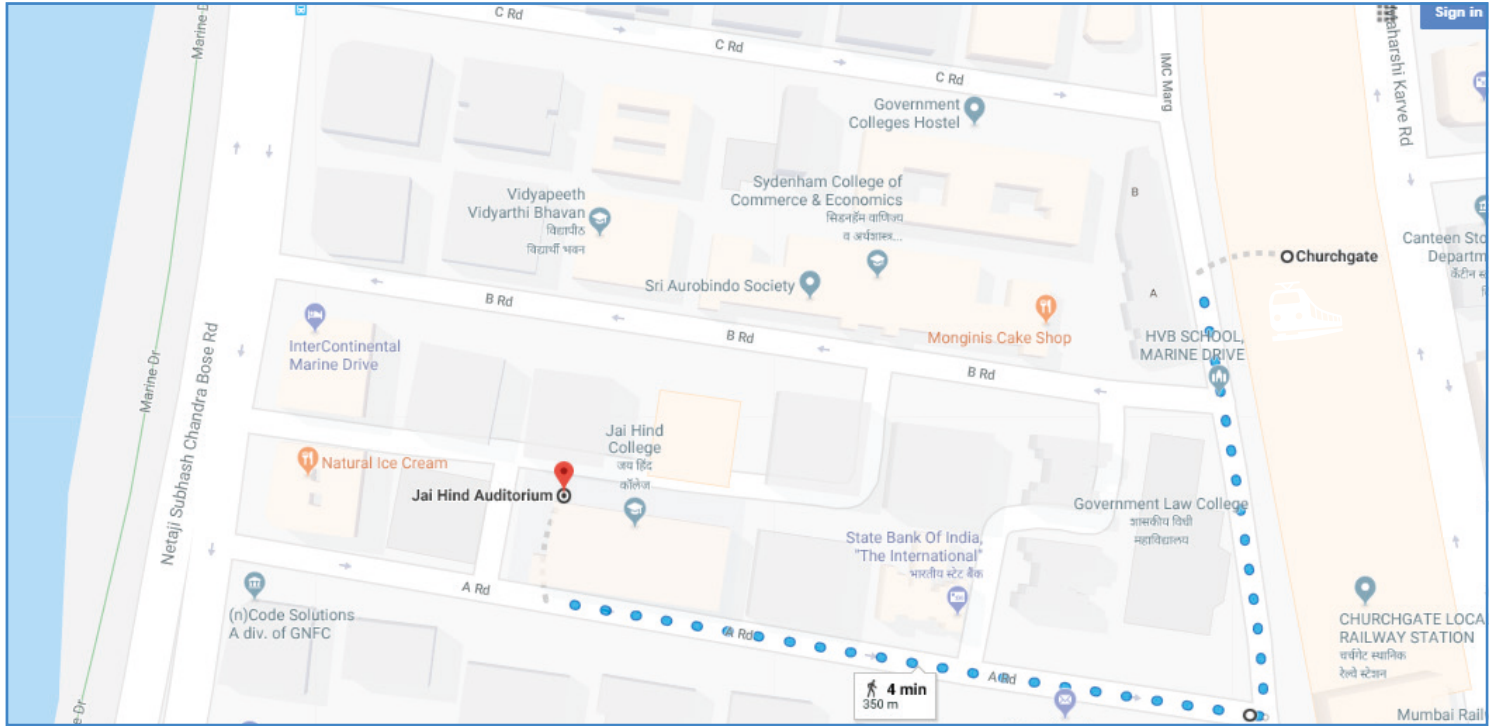 Sign in
Marine D
C Rd
C Rd
C Rd
IMC Marg
aharshi Karve Rd
Government
Colleges Hostel
Sydenham College of
Commerce & Economics
सिडनहॅम वाणिज्य
व अर्थशास्त्र...
Vidyapeeth
Vidyarthi Bhavan
विद्यापीठ
विद्यार्थी भवन
B
A
Churchgate
Canteen Sto
Departm
कॅंटीन स्
Sri Aurobindo Society
B Rd
B Rd
B Rd
Monginis Cake Shop
HVB SCHOOL,
MARINE DRIVE
InterContinental
Marine Drive
Marine Dr
Netaji Subhash Chandra Bose Rd
Jai Hind
College
जय हिंद
कॉलेज
Natural Ice Cream
Jai Hind Auditorium
Government Law College
शासकीय विधी
महाविद्यालय
State Bank Of India,
"The International"
भारतीय स्टेट बैंक
A Rd
A Rd
A Rd
(n)Code Solutions
A div. of GNFC
CHURCHGATE LOCA
RAILWAY STATION
चर्चगेट स्थानिक
रेल्वे स्टेशन
4 min
350 m
e Dr
Mumbai Rail